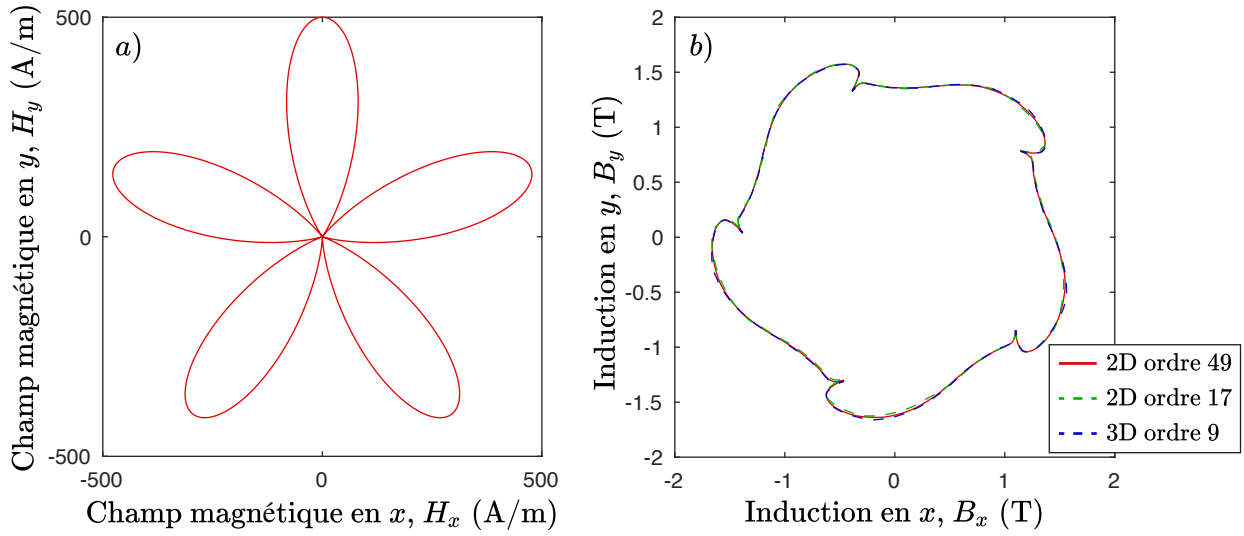 a)
500
0
-500
-500
0
500
Champ magnétique en y, H_y (A/m)
Champ magnétique en x, H_x (A/m)
b)
2
1.5
1
0.5
0
-0.5
-1
-1.5
-2
-2
-1
0
1
2
Induction en y, B_y (T)
Induction en x, B_x (T)
2D ordre 49
2D ordre 17
3D ordre 9